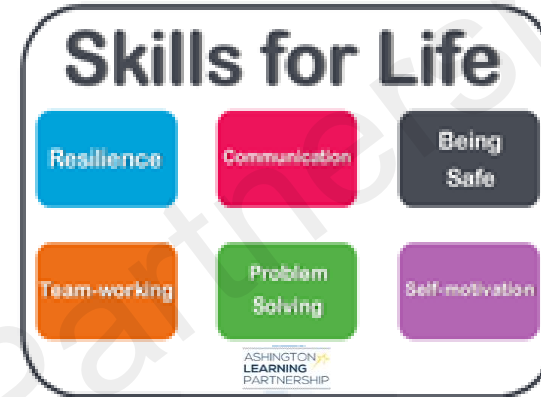 Skills for Life
Resilience
Communication
Being
Safe
Team-working
Problem
Solving
Self-motivation
ASHINGTON
LEARNING
PARTNERSHIP